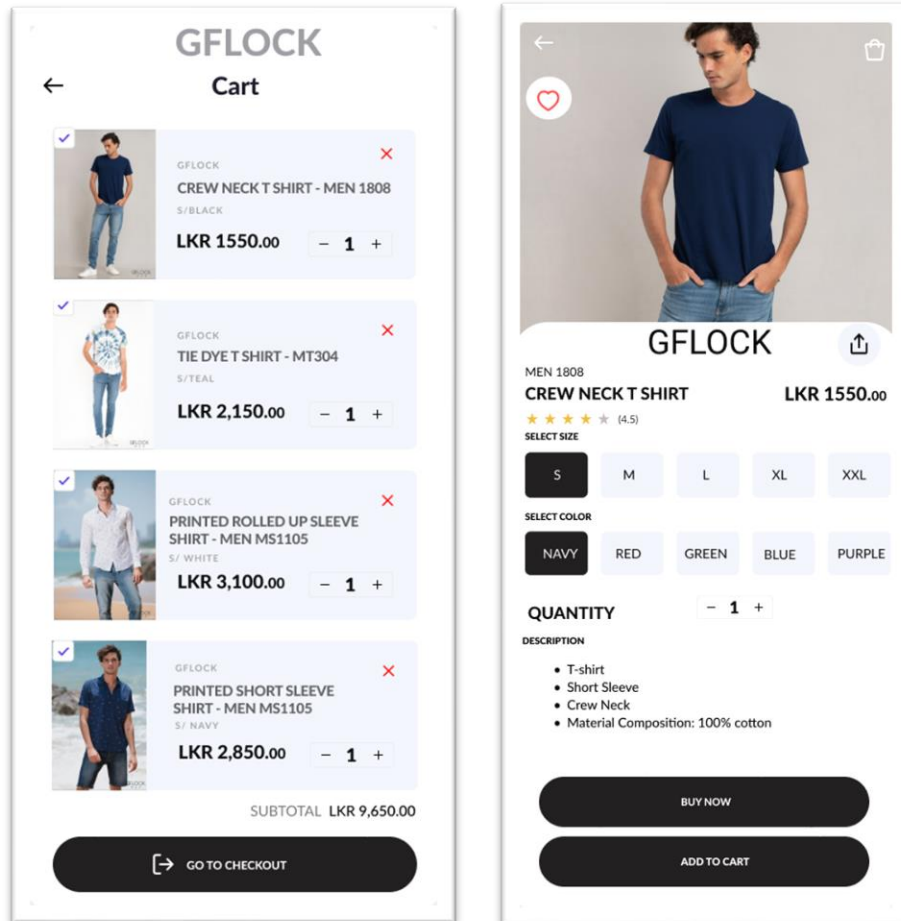 GFLOCK
Cart
GFLOCK
CREW NECK T SHIRT - MEN 1808
S/BLACK
LKR 1550.00
− 1 +
GFLOCK
TIE DYE T SHIRT - MT304
S/TEAL
LKR 2,150.00
− 1 +
GFLOCK
PRINTED ROLLED UP SLEEVE
SHIRT - MEN MS1105
S/ WHITE
LKR 3,100.00
− 1 +
GFLOCK
PRINTED SHORT SLEEVE
SHIRT - MEN MS1105
S/ NAVY
LKR 2,850.00
− 1 +
SUBTOTAL LKR 9,650.00
GO TO CHECKOUT
GFLOCK
MEN 1808
CREW NECK T SHIRT LKR 1550.00
(4.5)
SELECT SIZE
S M L XL XXL
SELECT COLOR
NAVY RED GREEN BLUE PURPLE
QUANTITY − 1 +
DESCRIPTION
• T-shirt
• Short Sleeve
• Crew Neck
• Material Composition: 100% cotton
BUY NOW
ADD TO CART